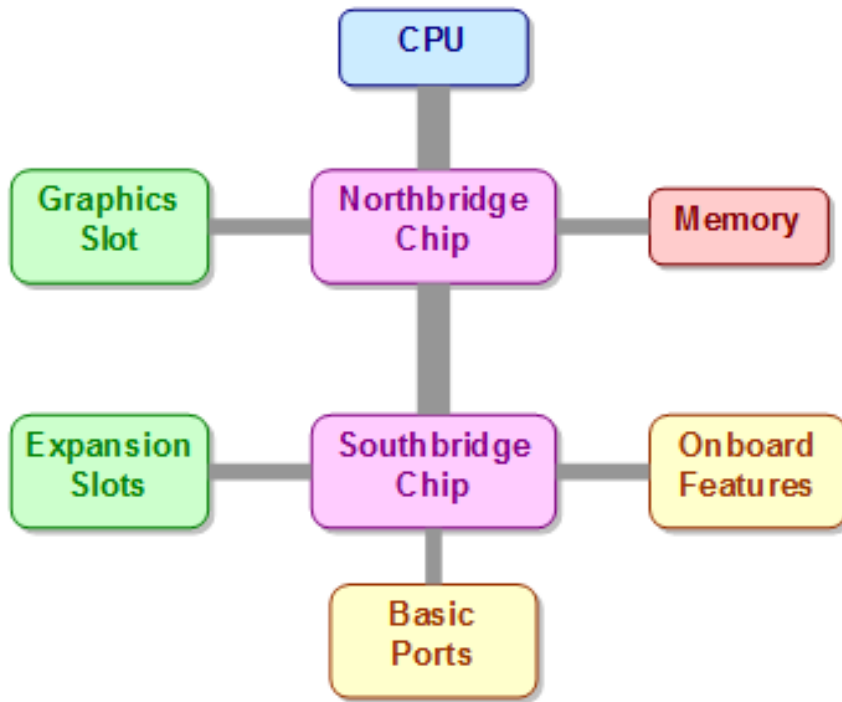 CPU
Graphics
Slot
Northbridge
Chip
Memory
Expansion
Slots
Southbridge
Chip
Onboard
Features
Basic
Ports